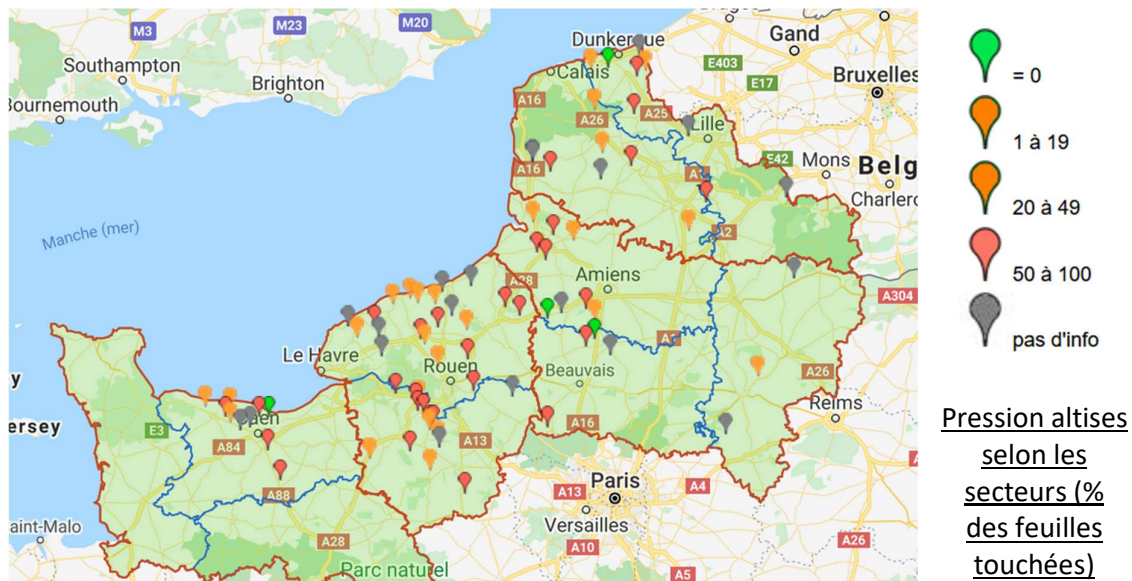 M3
M23
M20
Southampton
Brighton
Bournemouth
Dunkerque
Gand
E403
E17
Calais
Bruxelles
A16
A25
A26
Lille
E42
Mons
Belg
Charlerc
A16
A2
Manche (mer)
Amiens
A28
A304
Le Havre
Rouen
Beauvais
A26
Reims
ersey
E3
A84
A13
A16
A88
Paris
A13
A4
Versailles
aint-Malo
A28
A10
A26
Parc naturel
A5
= 0
1 à 19
20 à 49
50 à 100
pas d'info
Pression altises
selon les
secteurs (%
des feuilles
touchées)